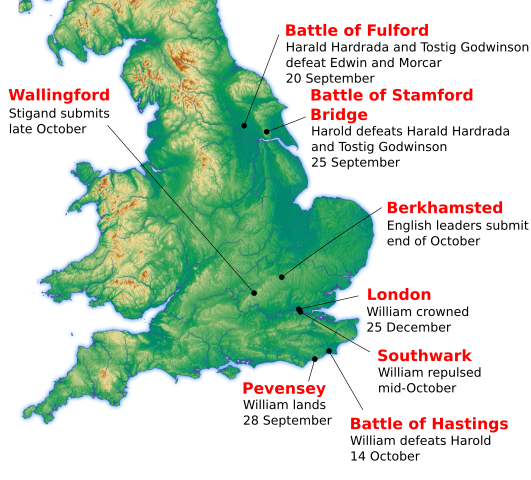 Battle of Fulford
Harald Hardrada and Tostig Godwinson
defeat Edwin and Morcar
20 September
Battle of Stamford
Bridge
Harold defeats Harald Hardrada
and Tostig Godwinson
25 September
Wallingford
Stigand submits
late October
Berkhamsted
English leaders submit
end of October
London
William crowned
25 December
Southwark
William repulsed
mid-October
Pevensey
William lands
28 September
Battle of Hastings
William defeats Harold
14 October